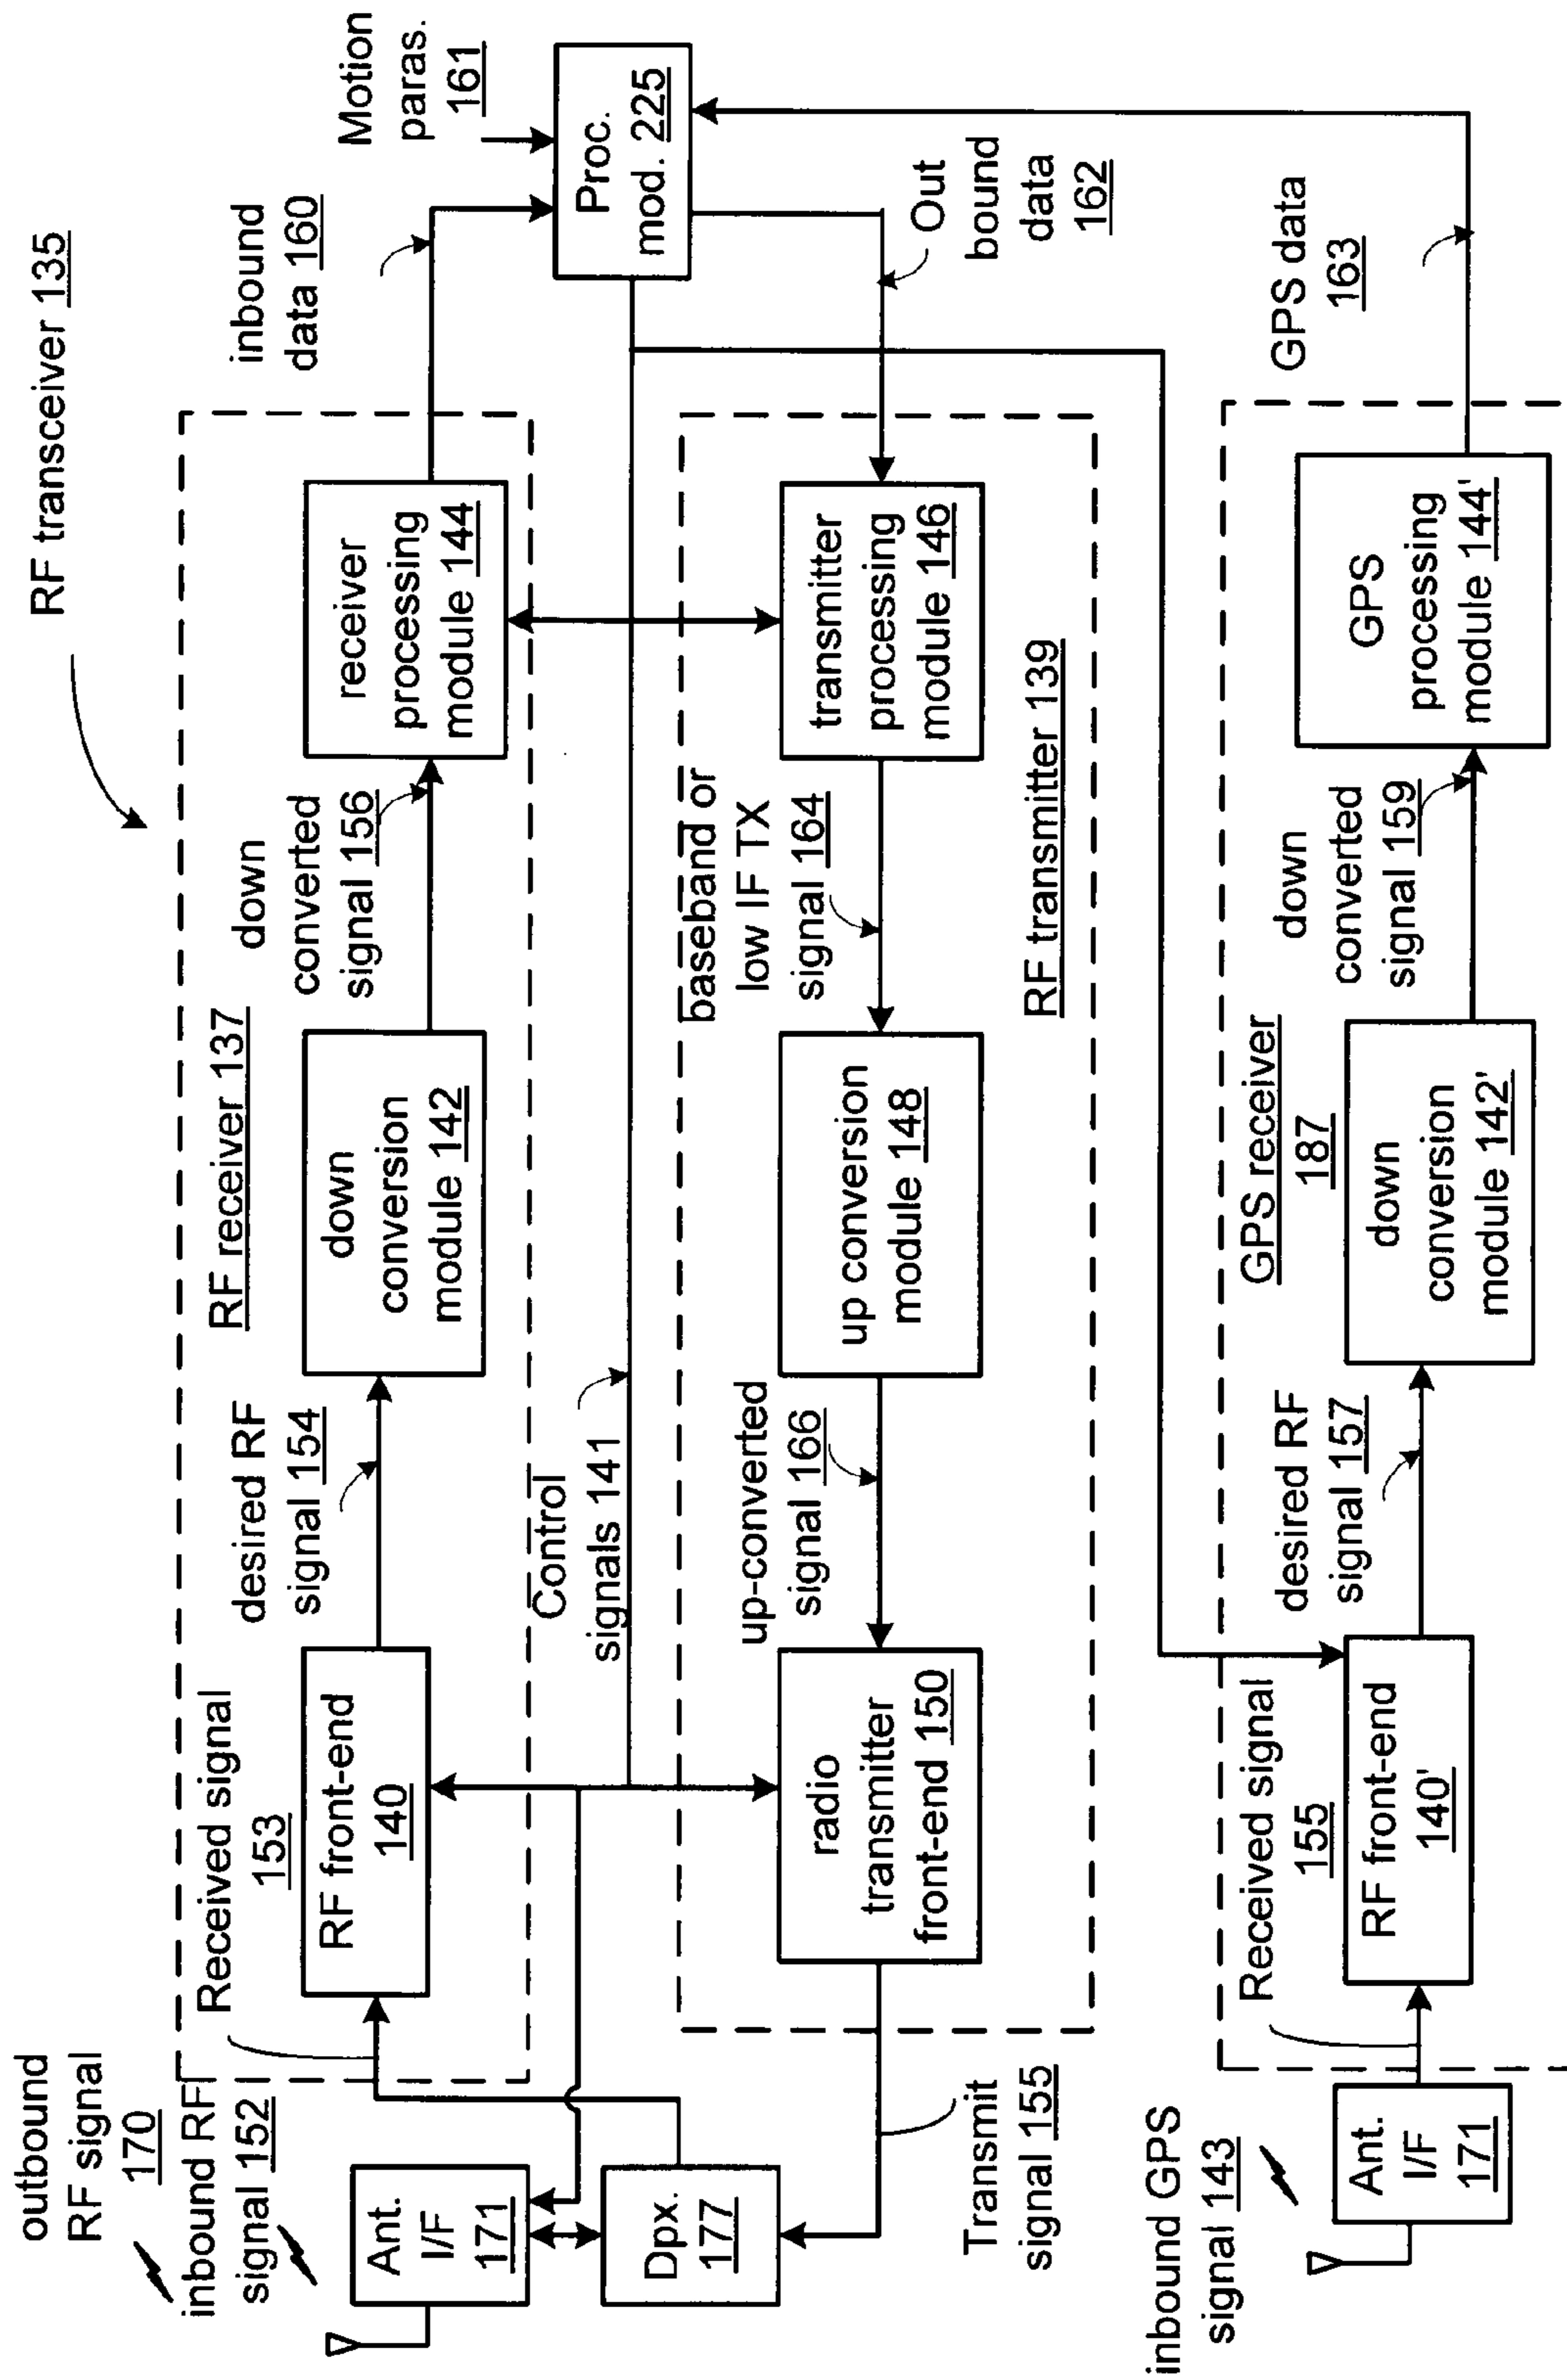 RF transceiver 135
outbound
RF signal
170
inbound RF
signal 152
Ant.
I/F
171
Dpx.
177
Received signal
153
RF front-end
140
desired RF
signal 154
RF receiver 137
down
conversion
module 142
down
converted
signal 156
receiver
processing
module 144
inbound
data 160
Motion
paras.
161
Proc.
mod. 225
Control
signals 141
Transmit
signal 155
radio
transmitter
front-end 150
up-converted
signal 166
up conversion
module 148
baseband or
low IF TX
signal 164
transmitter
processing
module 146
RF transmitter 139
Out
bound
data
162
inbound GPS
signal 143
Ant.
I/F
171
Received signal
155
RF front-end
140'
desired RF
signal 157
GPS receiver
187
down
conversion
module 142'
down
converted
signal 159
GPS
processing
module 144'
GPS data
163